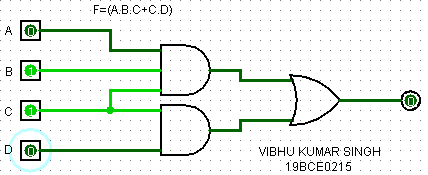 F=(A.B.C+C.D)
A 0
B 1
C 1
0
D 0
VIBHU KUMAR SINGH
19BCE0215